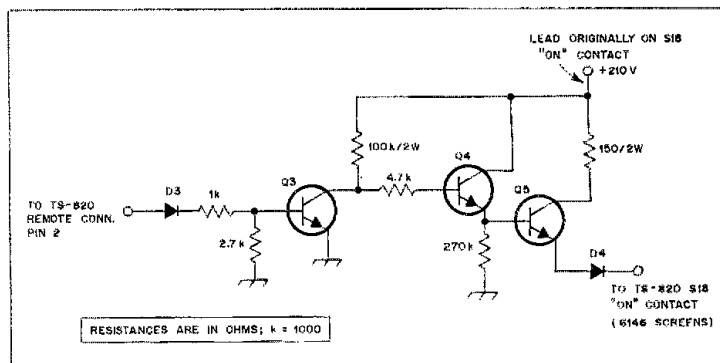 LEAD ORIGINALLY ON S18
"ON" CONTACT
+210V
100k/2W
Q4
150/2W
Q3
4.7k
Q5
D3
1k
TO TS-820
REMOTE CONN.
PIN 2
2.7k
270k
D4
TO TS-820 S18
"ON" CONTACT
(6146 SCREENS)
RESISTANCES ARE IN OHMS; k = 1000